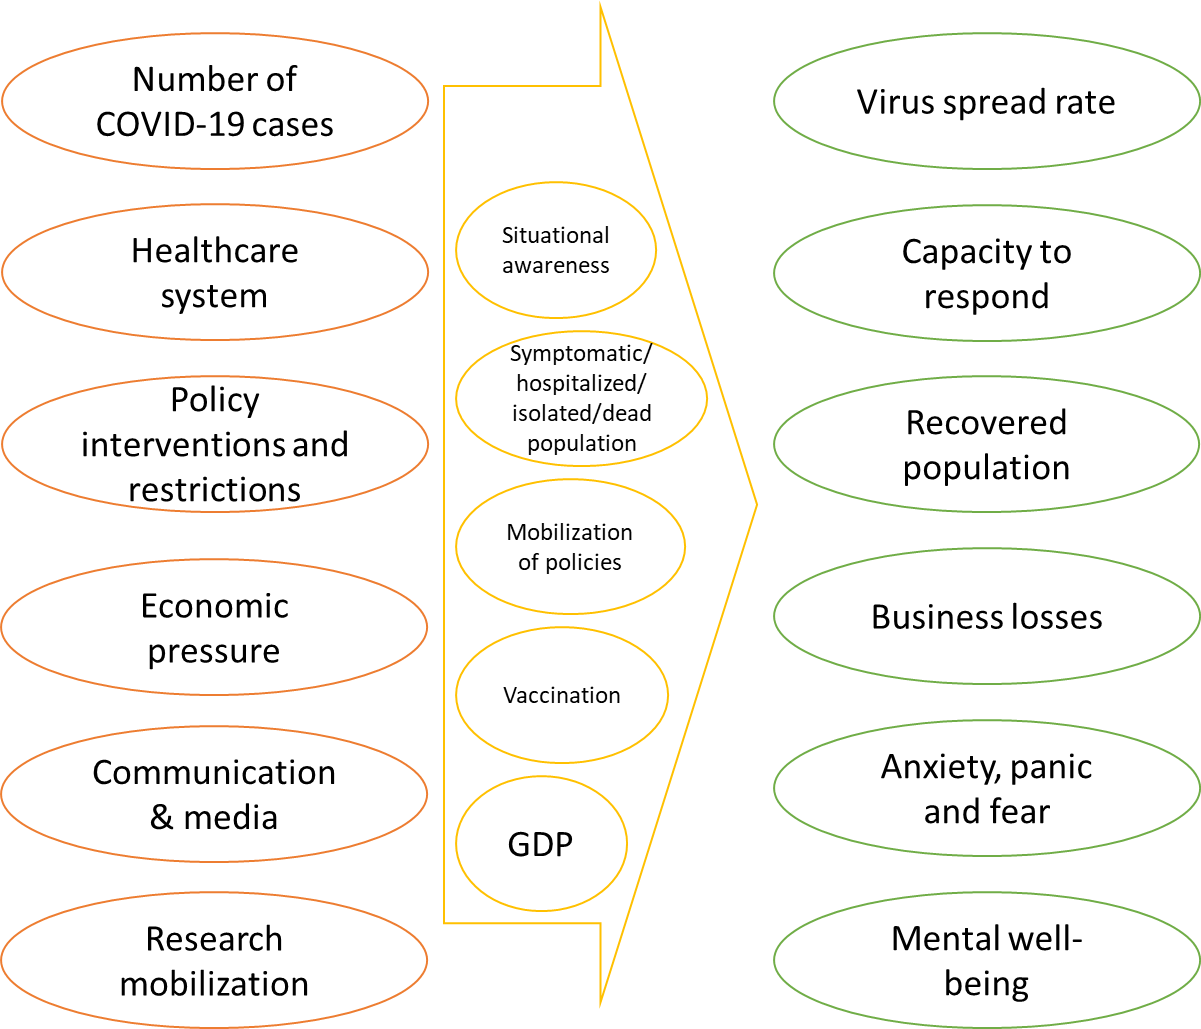 Number of
COVID-19 cases
Healthcare
system
Policy
interventions and
restrictions
Economic
pressure
Communication
& media
Research
mobilization
Situational
awareness
Symptomatic/
hospitalized/
isolated/dead
population
Mobilization
of policies
Vaccination
GDP
Virus spread rate
Capacity to
respond
Recovered
population
Business losses
Anxiety, panic
and fear
Mental well-
being